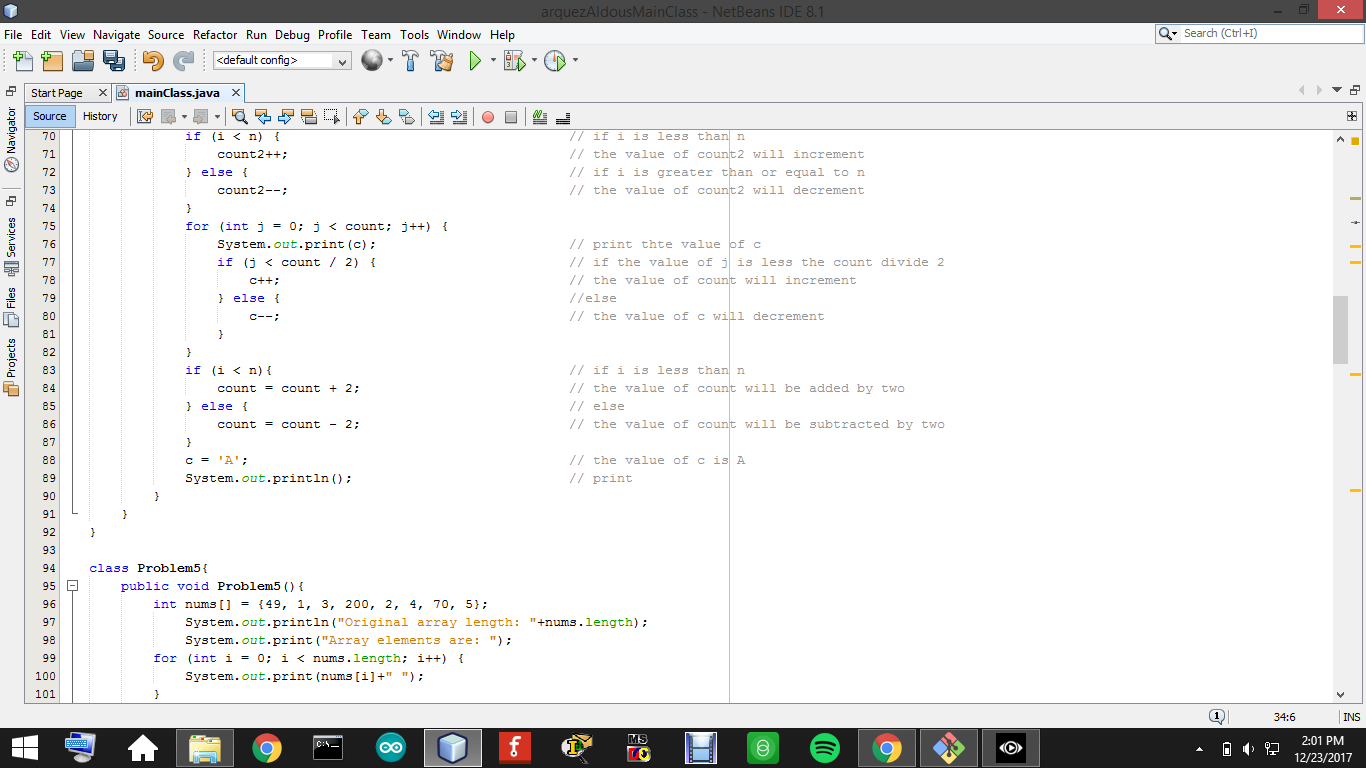 arquezAldousMainClass - NetBeans IDE 8.1
File Edit View Navigate Source Refactor Run Debug Profile Team Tools Window Help
Search (Ctrl+I)
<default config>
Start Page
mainClass.java
Source History
Navigator
Services
Files
Projects
70 if (i < n) { // if i is less than n
71 count2++; // the value of count2 will increment
72 } else { // if i is greater than or equal to n
73 count2--; // the value of count2 will decrement
74 }
75 for (int j = 0; j < count; j++) {
76 System.out.print(c); // print thte value of c
77 if (j < count / 2) { // if the value of j is less the count divide 2
78 c++; // the value of count will increment
79 } else { //else
80 c--; // the value of c will decrement
81 }
82 }
83 if (i < n){ // if i is less than n
84 count = count + 2; // the value of count will be added by two
85 } else { // else
86 count = count - 2; // the value of count will be subtracted by two
87 }
88 c = 'A'; // the value of c is A
89 System.out.println(); // print
90 }
91 }
92 }
93
94 class Problem5{
95 public void Problem5(){
96 int nums[] = {49, 1, 3, 200, 2, 4, 70, 5};
97 System.out.println("Original array length: "+nums.length);
98 System.out.print("Array elements are: ");
99 for (int i = 0; i < nums.length; i++) {
100 System.out.print(nums[i]+" ");
101 }
1
34:6
INS
C:\_
MS
2:01 PM
12/23/2017